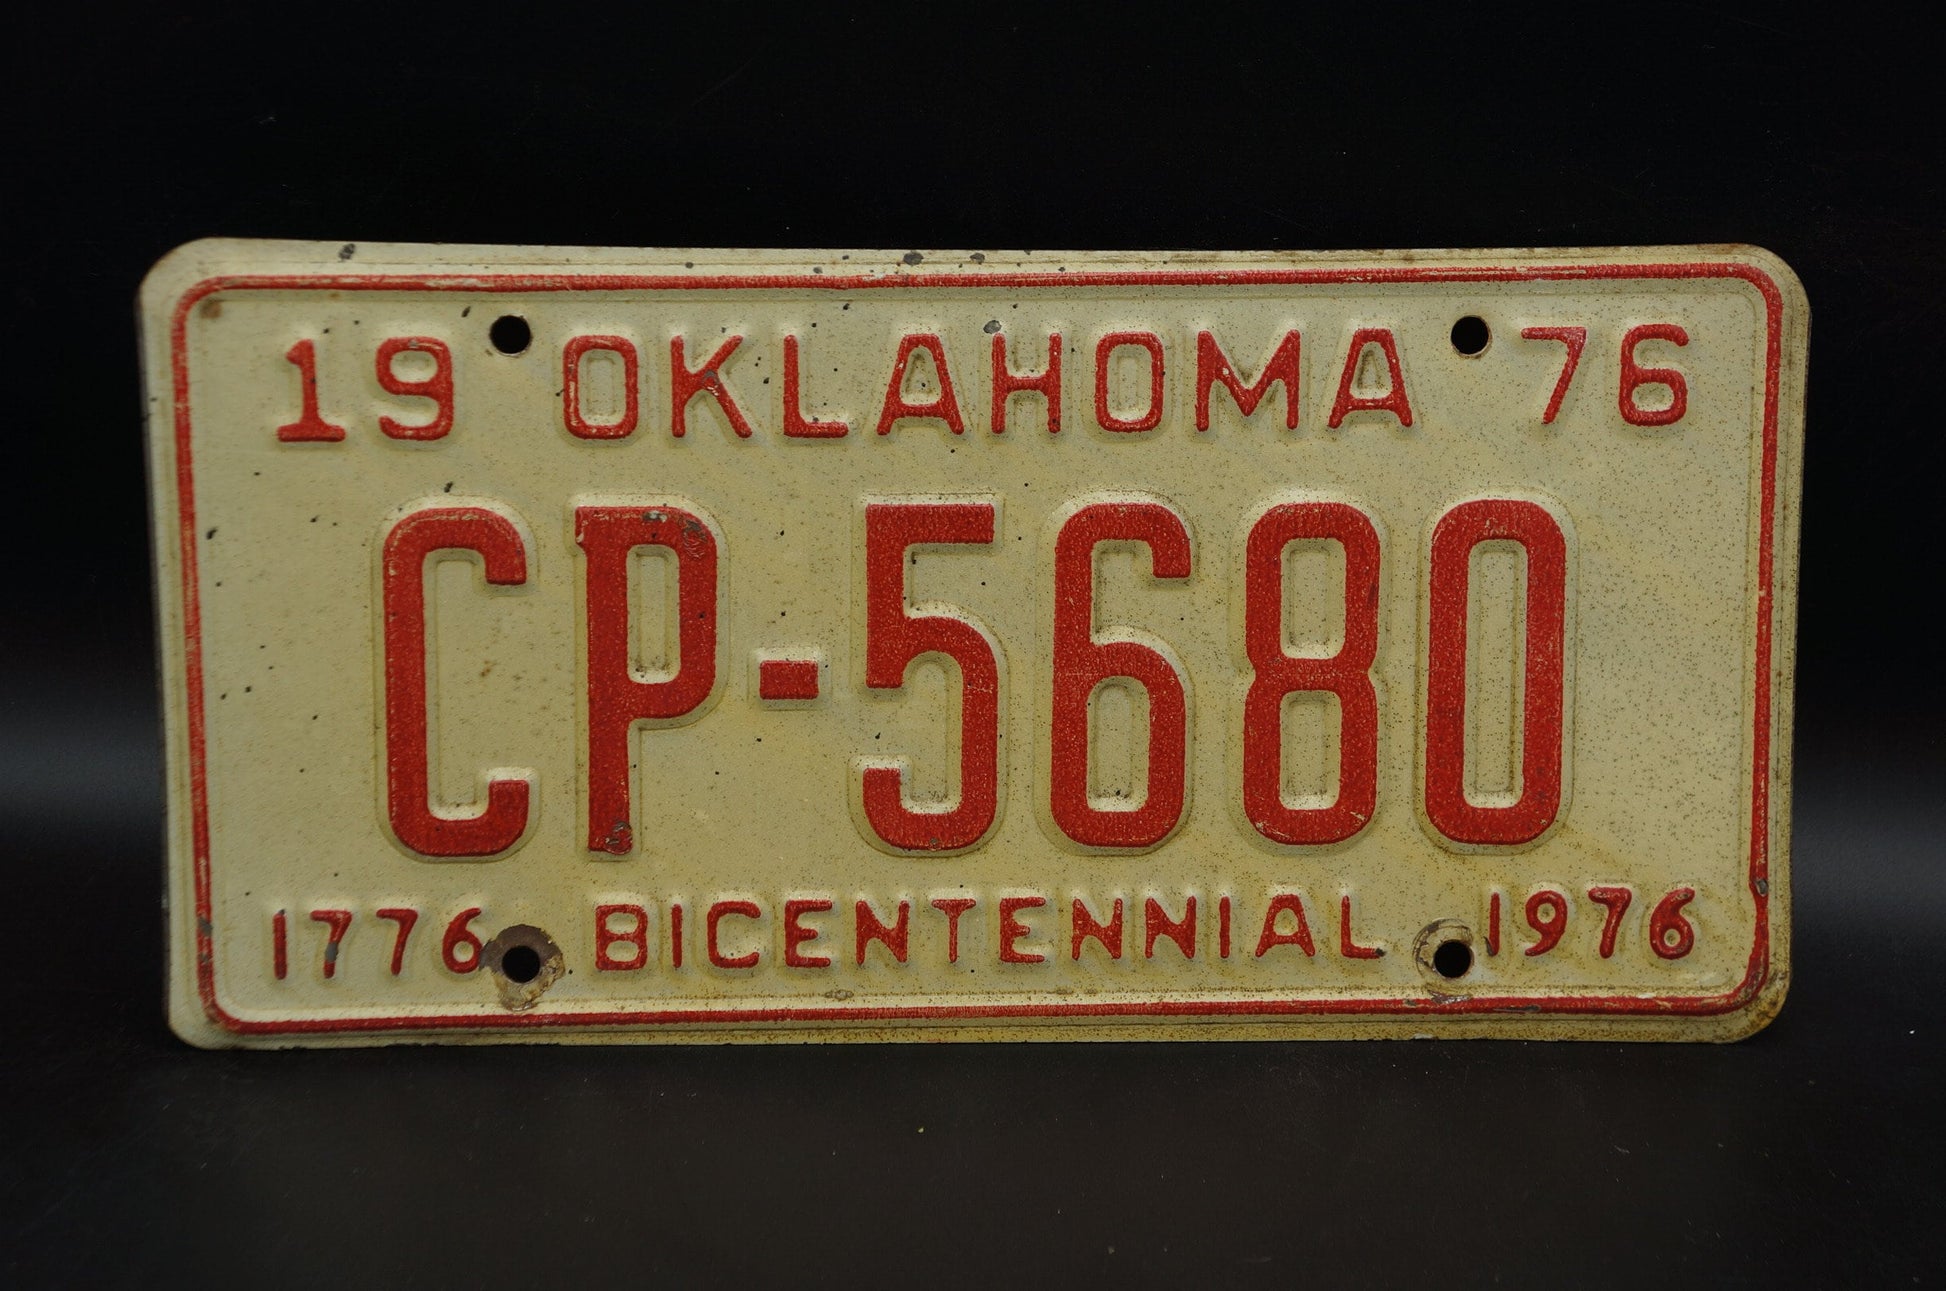 19 OKLAHOMA 76
CP-5680
1776 BICENTENNIAL 1976